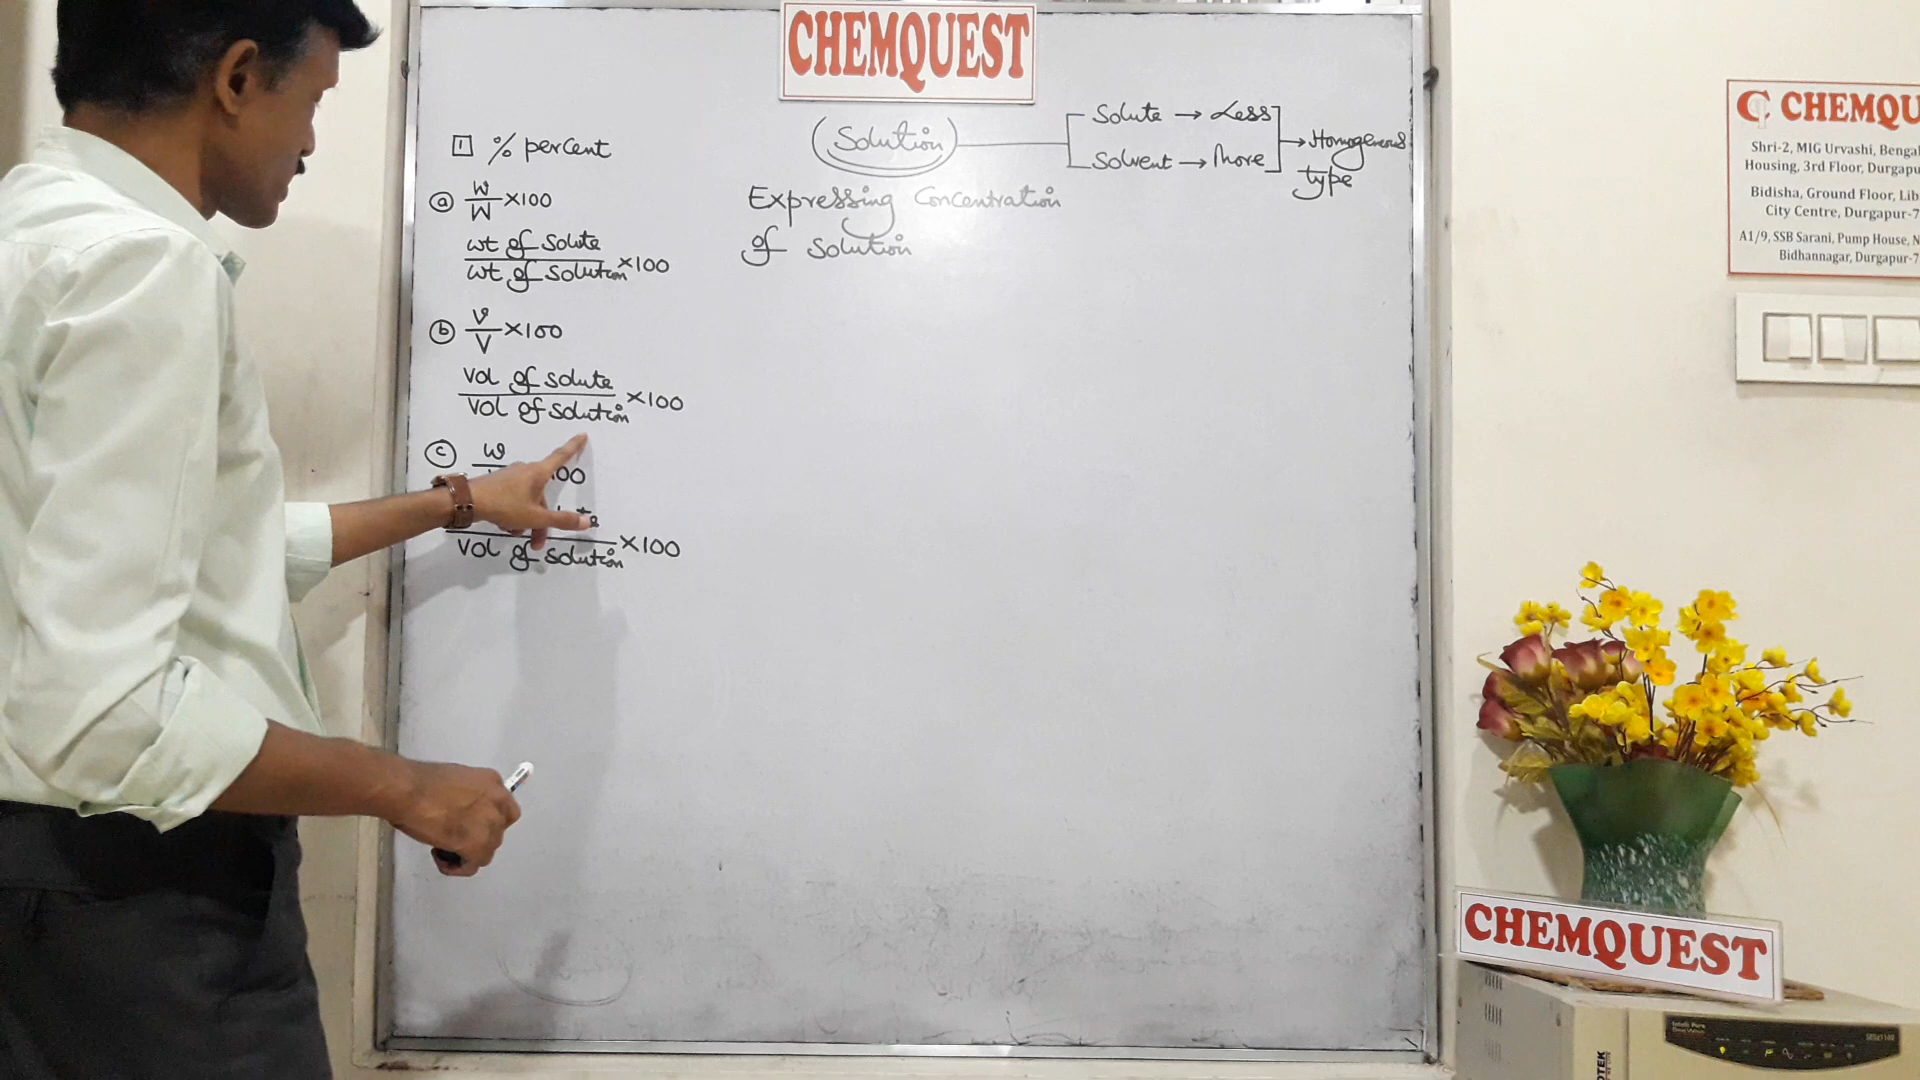 CHEMQUEST
(Solution)
Solute → Less
Solvent → More
→ Homogenous
type
Expressing Concentration
of Solution
1 % percent
a w/W ×100
wt of Solute
wt of Solution ×100
b v/V ×100
Vol of Solute
Vol of Solution ×100
c w
100
Vol of Solution ×100
CHEMQU
Shri-2, MIG Urvashi, Bengal
Housing, 3rd Floor, Durgapu
Bidisha, Ground Floor, Lib
City Centre, Durgapur-7
A1/9, SSB Sarani, Pump House, N
Bidhannagar, Durgapur-7
CHEMQUEST